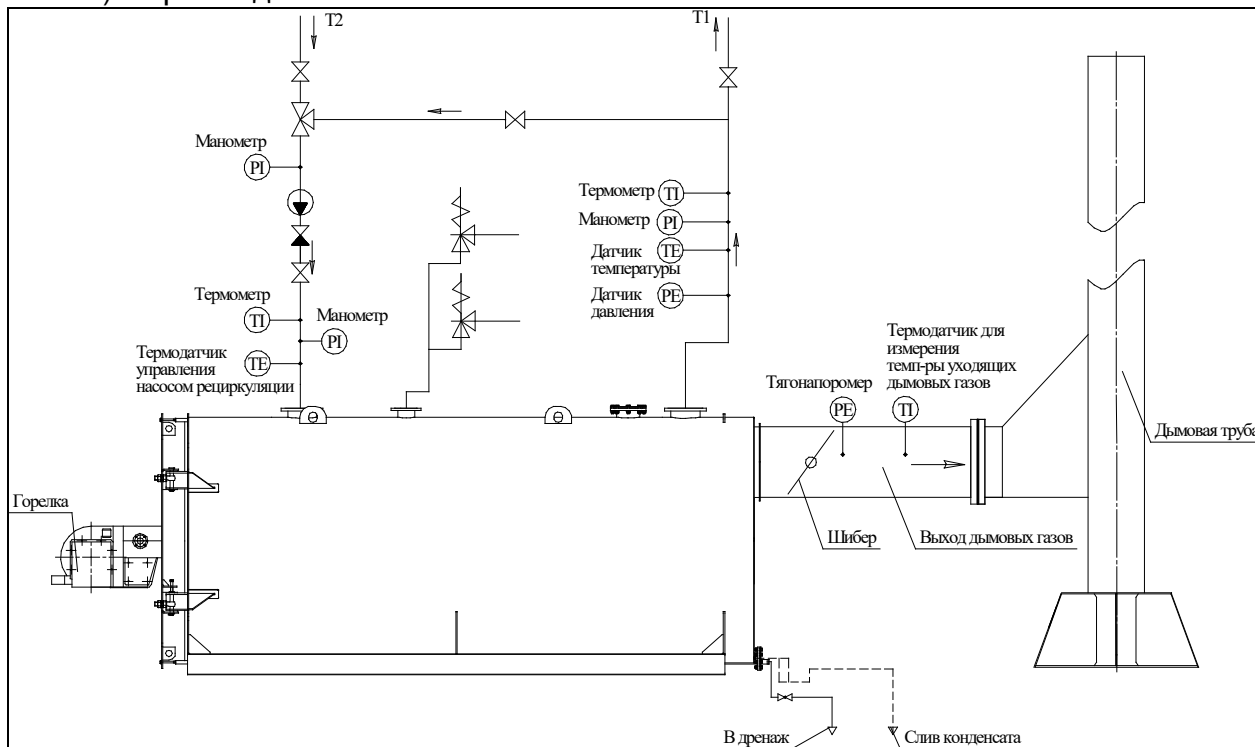 T2
T1
Манометр
PI
Термометр
TI
Манометр
PI
Датчик
температуры
TE
Датчик
давления
PE
Термометр
TI
Манометр
PI
Термодатчик
управления
насосом рециркуляции
TE
Термодатчик для
измерения
темп-ры уходящих
дымовых газов
TI
Тягонапоромер
PE
Дымовая труба
Горелка
Шибер
Выход дымовых газов
В дренаж
Слив конденсата